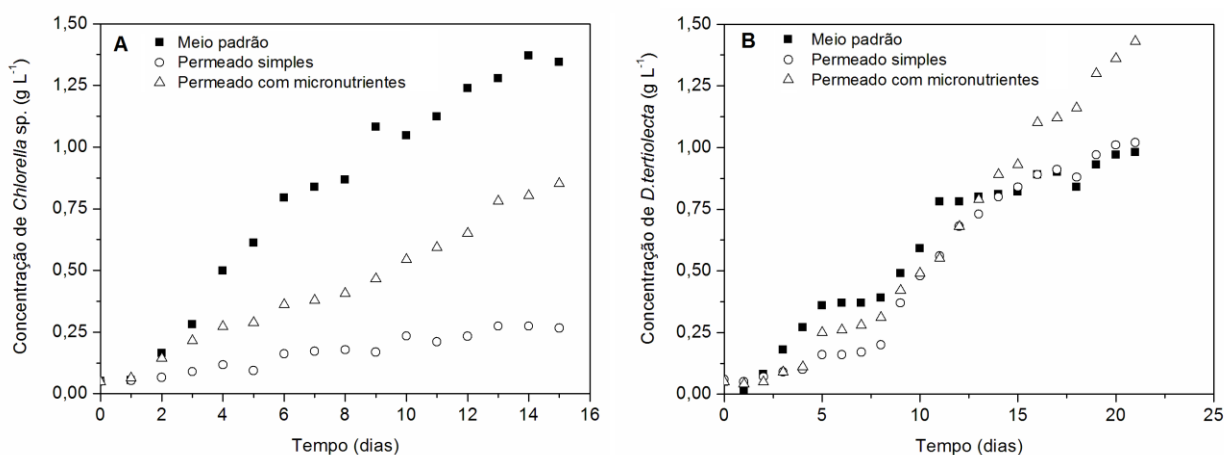 A
Meio padrão
Permeado simples
Permeado com micronutrientes
Concentração de Chlorella sp. (g L-1)
1,50
1,25
1,00
0,75
0,50
0,25
0,00
0 2 4 6 8 10 12 14 16
Tempo (dias)
B
Meio padrão
Permeado simples
Permeado com micronutrientes
Concentração de D.tertiolecta (g L-1)
1,50
1,25
1,00
0,75
0,50
0,25
0,00
0 5 10 15 20 25
Tempo (dias)